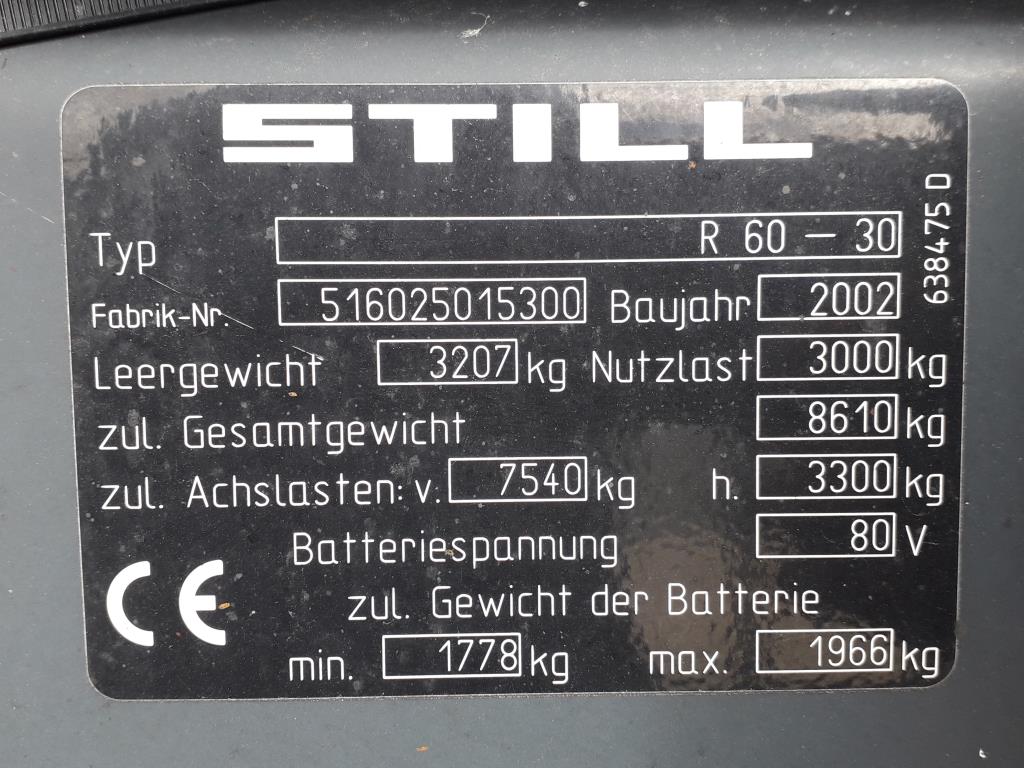 STILL
Typ R 60 – 30
Fabrik-Nr. 516025015300 Baujahr 2002
Leergewicht 3207 kg Nutzlast 3000 kg
zul. Gesamtgewicht 8610 kg
zul. Achslasten: v. 7540 kg h. 3300 kg
Batteriespannung 80 V
CE zul. Gewicht der Batterie
min. 1778 kg max. 1966 kg
638475 D